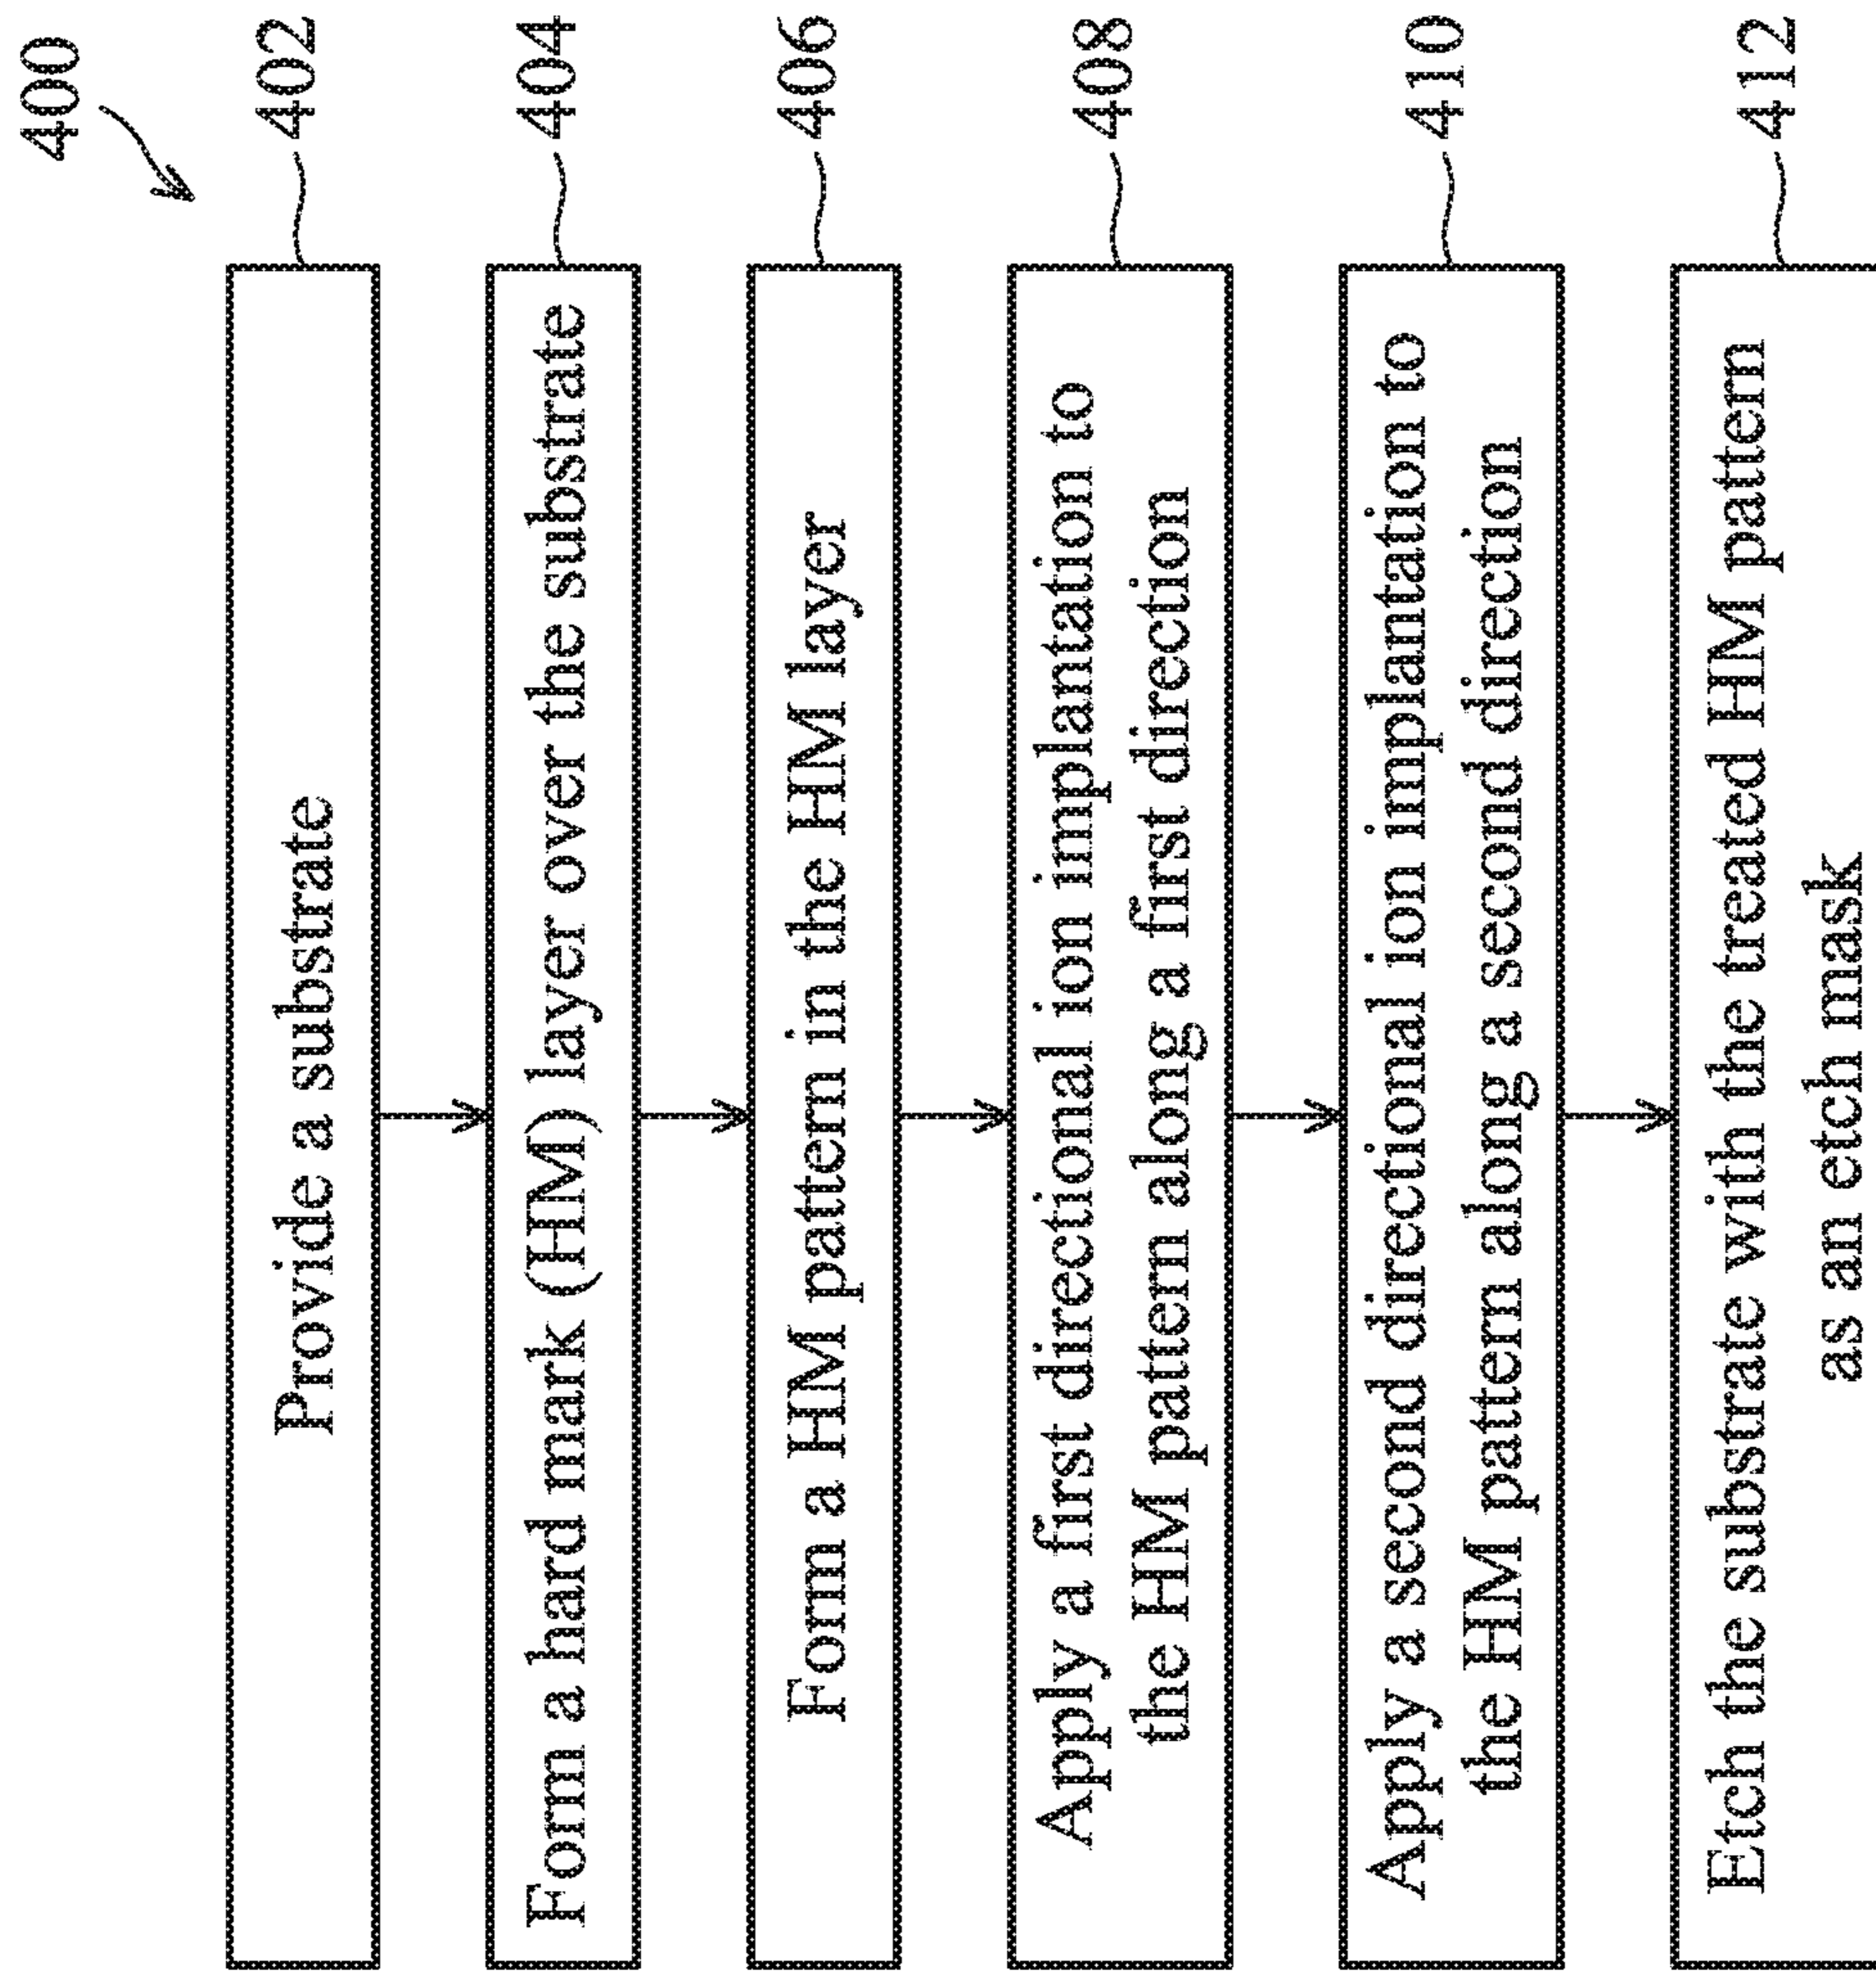 400
Provide a substrate
402
Form a hard mark (HM) layer over the substrate
404
Form a HM pattern in the HM layer
406
Apply a first directional ion implantation to
the HM pattern along a first direction
408
Apply a second directional ion implantation to
the HM pattern along a second direction
410
Etch the substrate with the treated HM pattern
as an etch mask
412